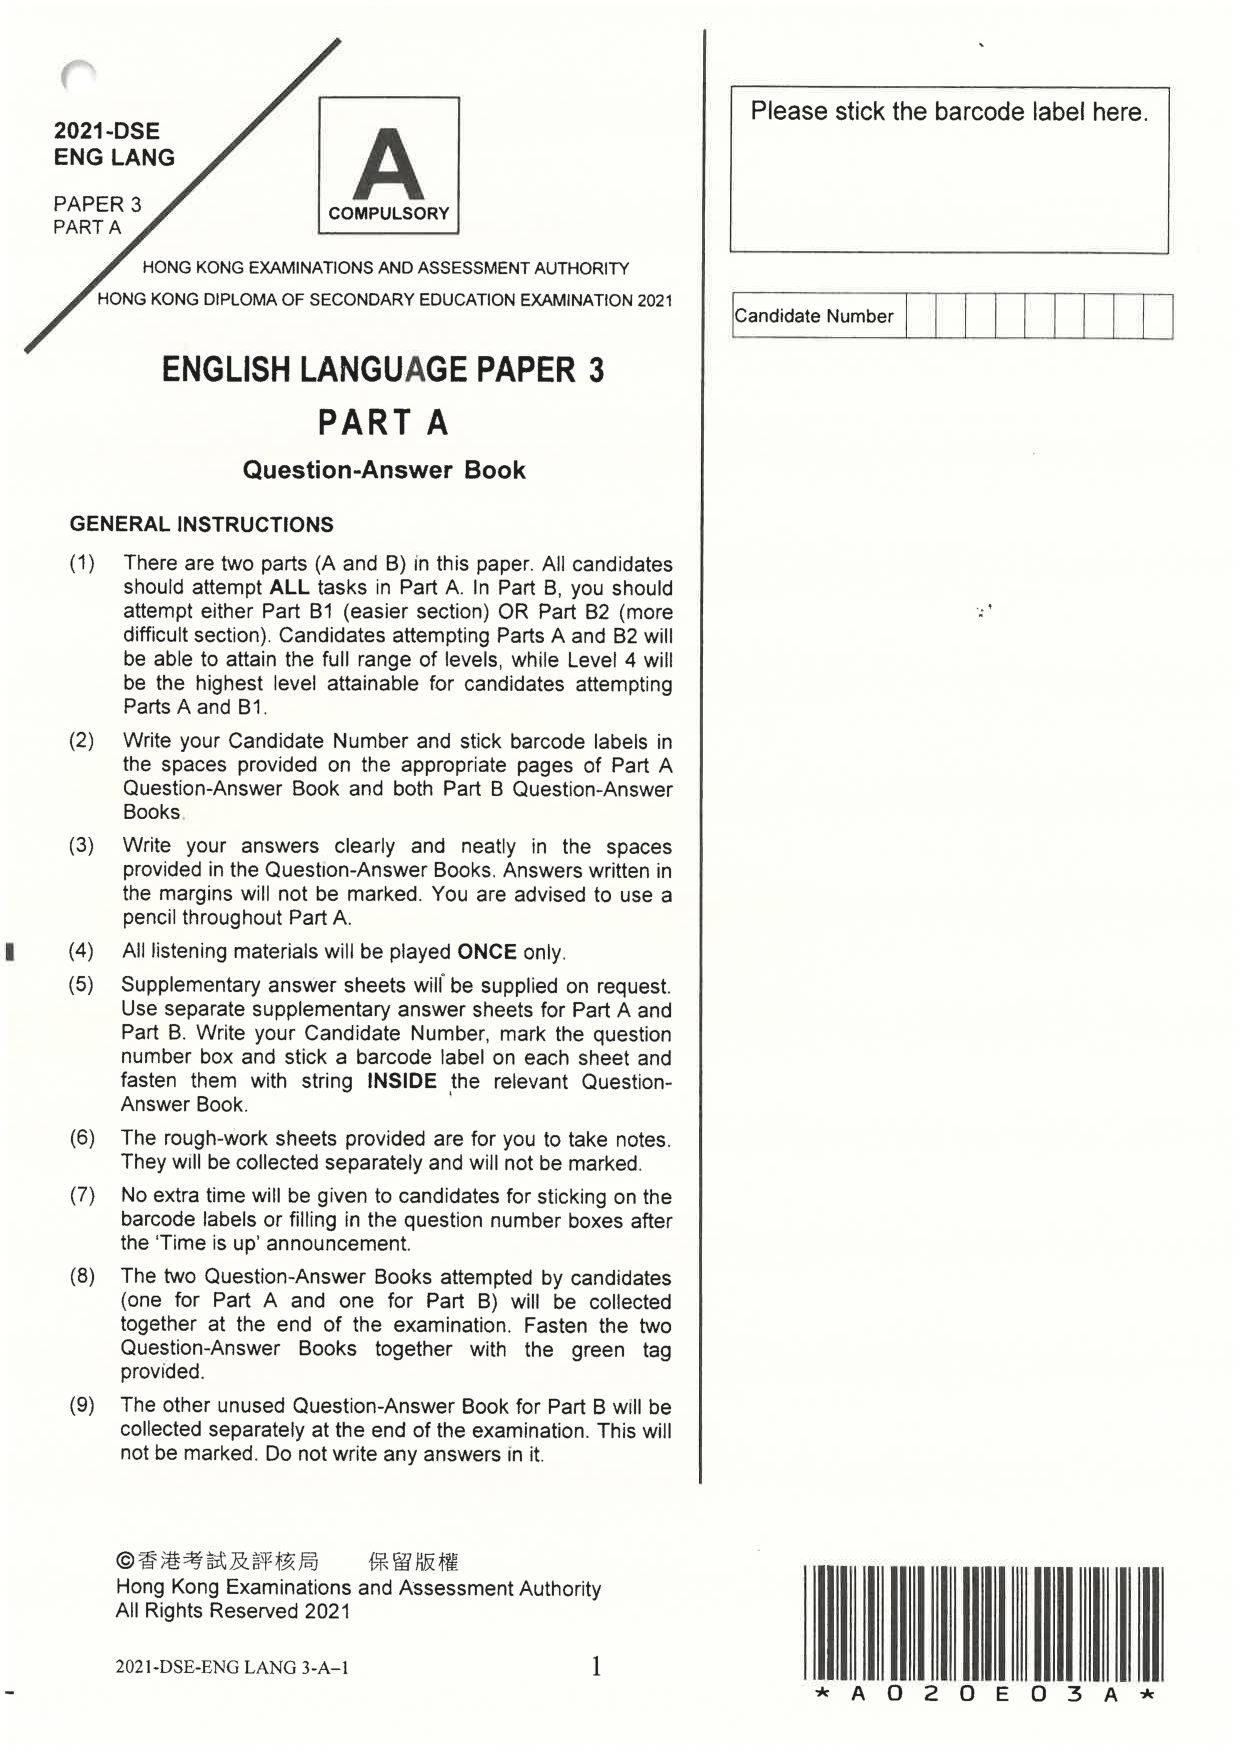 2021-DSE
ENG LANG
PAPER 3
PART A
A
COMPULSORY
HONG KONG EXAMINATIONS AND ASSESSMENT AUTHORITY
HONG KONG DIPLOMA OF SECONDARY EDUCATION EXAMINATION 2021
ENGLISH LANGUAGE PAPER 3
PART A
Question-Answer Book
GENERAL INSTRUCTIONS
(1) There are two parts (A and B) in this paper. All candidates
should attempt ALL tasks in Part A. In Part B, you should
attempt either Part B1 (easier section) OR Part B2 (more
difficult section). Candidates attempting Parts A and B2 will
be able to attain the full range of levels, while Level 4 will
be the highest level attainable for candidates attempting
Parts A and B1.
(2) Write your Candidate Number and stick barcode labels in
the spaces provided on the appropriate pages of Part A
Question-Answer Book and both Part B Question-Answer
Books.
(3) Write your answers clearly and neatly in the spaces
provided in the Question-Answer Books. Answers written in
the margins will not be marked. You are advised to use a
pencil throughout Part A.
(4) All listening materials will be played ONCE only.
(5) Supplementary answer sheets will be supplied on request.
Use separate supplementary answer sheets for Part A and
Part B. Write your Candidate Number, mark the question
number box and stick a barcode label on each sheet and
fasten them with string INSIDE the relevant Question-
Answer Book.
(6) The rough-work sheets provided are for you to take notes.
They will be collected separately and will not be marked.
(7) No extra time will be given to candidates for sticking on the
barcode labels or filling in the question number boxes after
the ‘Time is up’ announcement.
(8) The two Question-Answer Books attempted by candidates
(one for Part A and one for Part B) will be collected
together at the end of the examination. Fasten the two
Question-Answer Books together with the green tag
provided.
(9) The other unused Question-Answer Book for Part B will be
collected separately at the end of the examination. This will
not be marked. Do not write any answers in it.
©香港考試及評核局 保留版權
Hong Kong Examinations and Assessment Authority
All Rights Reserved 2021
2021-DSE-ENG LANG 3-A–1
1
Please stick the barcode label here.
Candidate Number
* A 0 2 0 E 0 3 A *